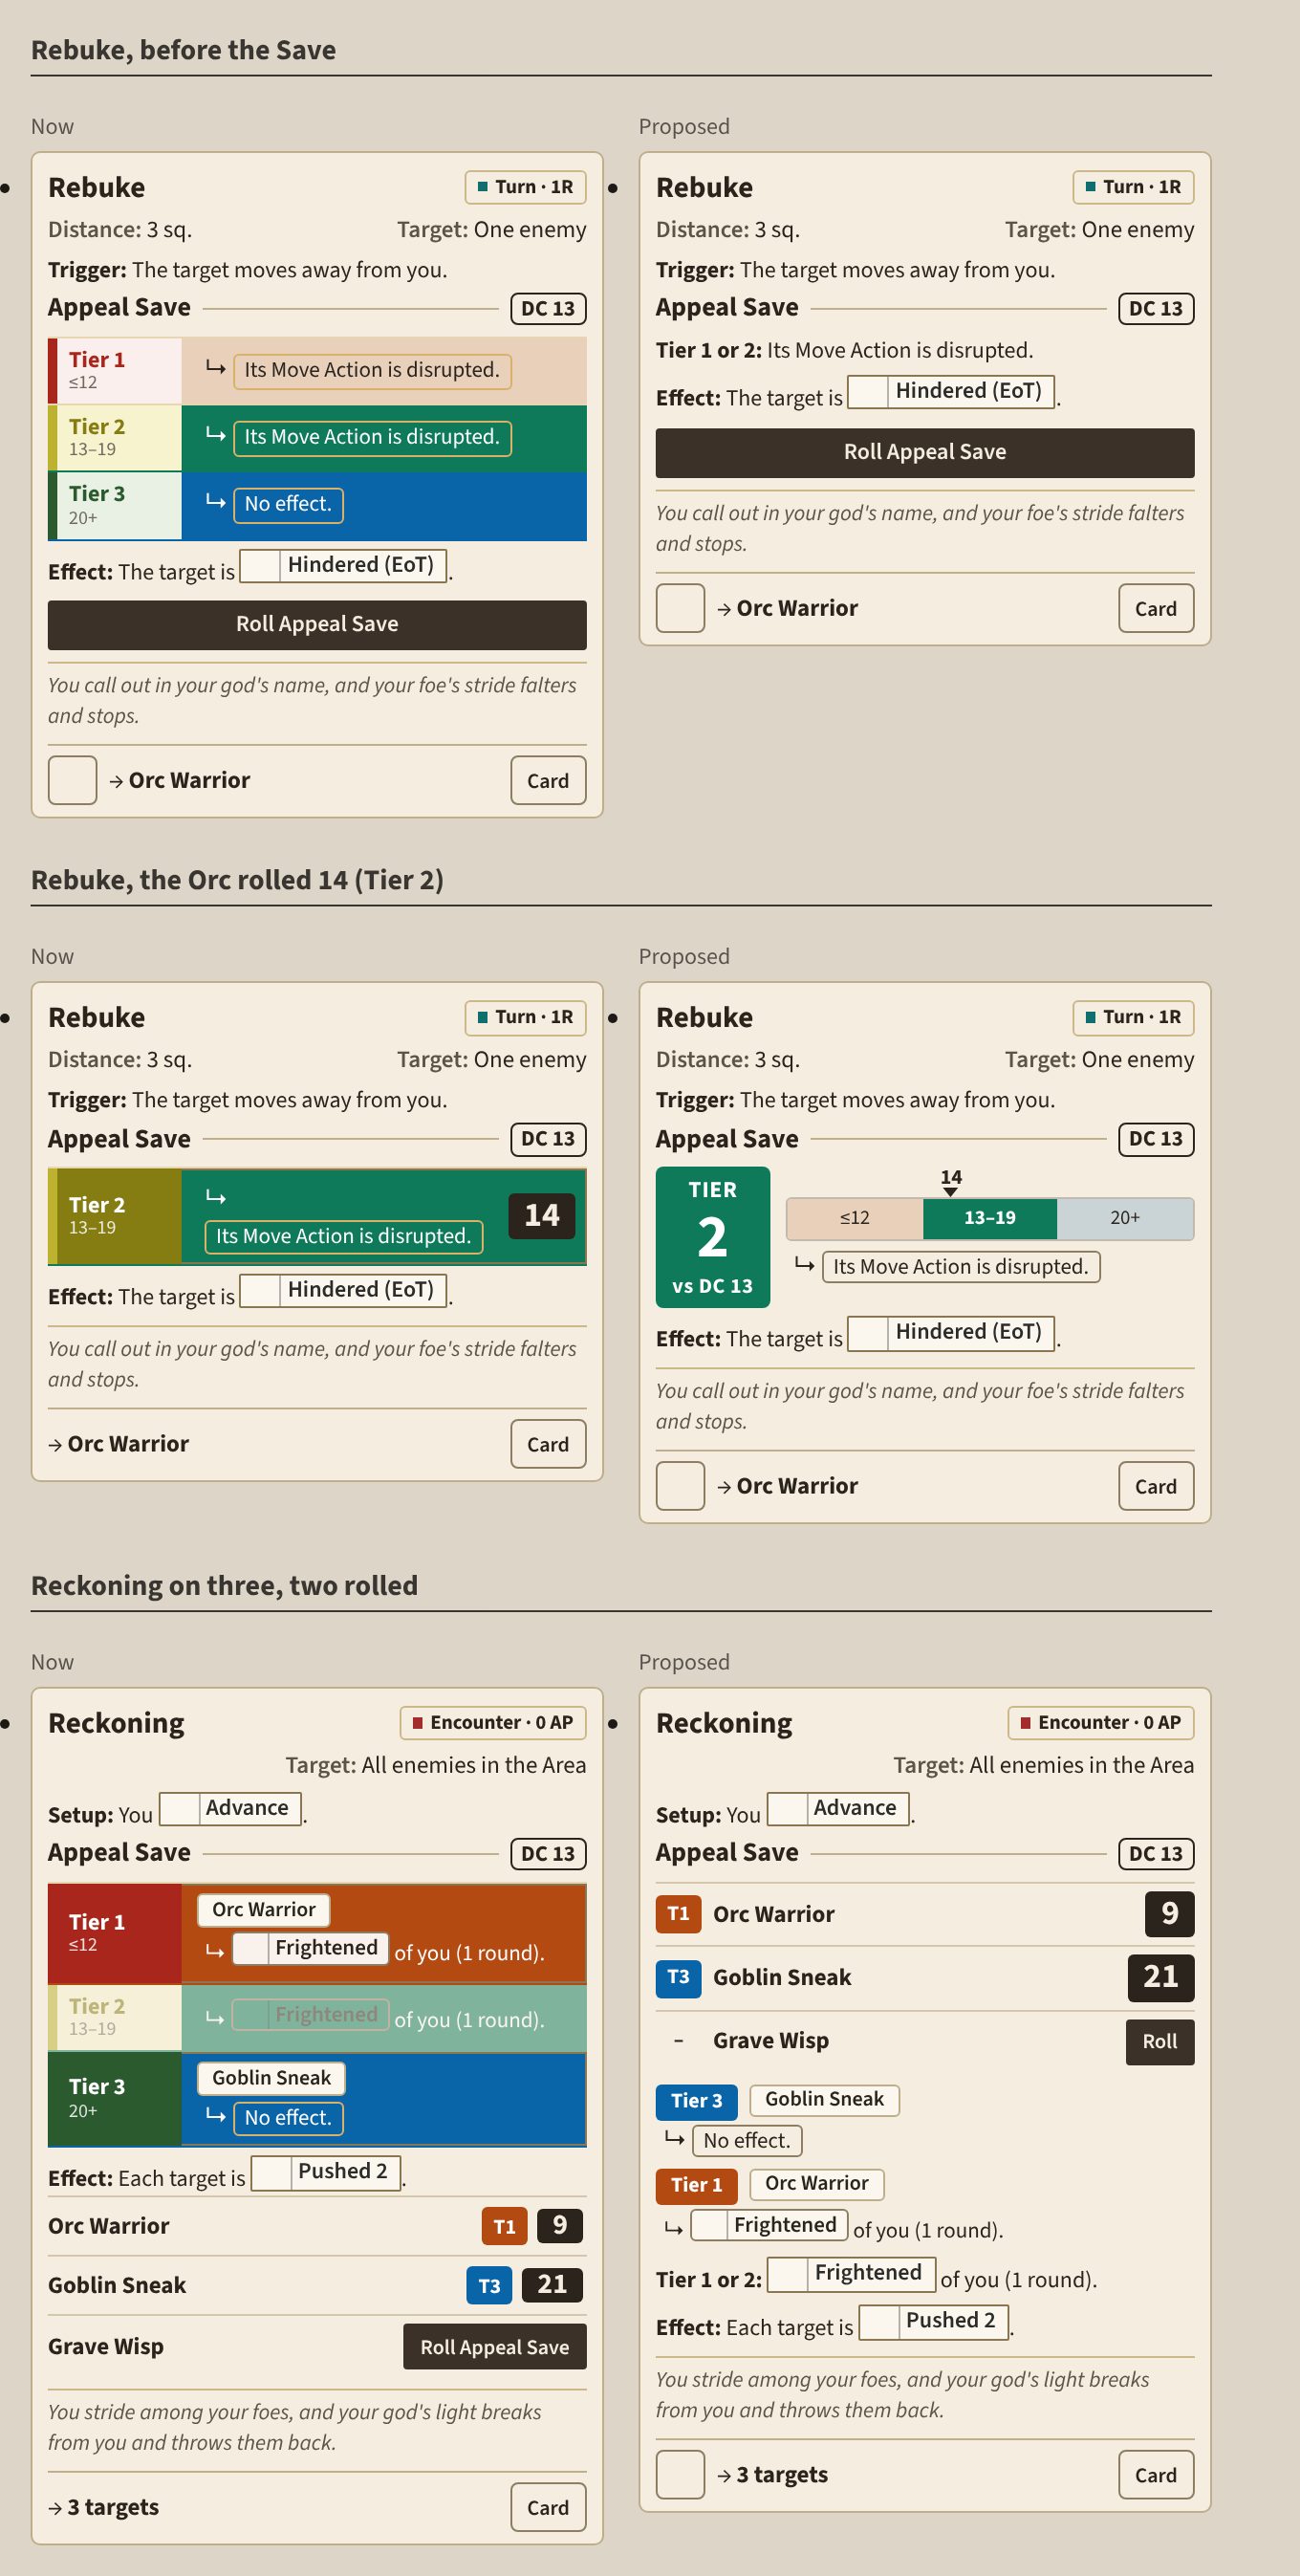 Rebuke, before the Save
Now
Rebuke
Turn · 1R
Distance: 3 sq.
Target: One enemy
Trigger: The target moves away from you.
Appeal Save
DC 13
Tier 1
≤12
↳ Its Move Action is disrupted.
Tier 2
13–19
↳ Its Move Action is disrupted.
Tier 3
20+
↳ No effect.
Effect: The target is Hindered (EoT).
Roll Appeal Save
You call out in your god's name, and your foe's stride falters
and stops.
→ Orc Warrior
Card
Proposed
Rebuke
Turn · 1R
Distance: 3 sq.
Target: One enemy
Trigger: The target moves away from you.
Appeal Save
DC 13
Tier 1 or 2: Its Move Action is disrupted.
Effect: The target is Hindered (EoT).
Roll Appeal Save
You call out in your god's name, and your foe's stride falters
and stops.
→ Orc Warrior
Card
Rebuke, the Orc rolled 14 (Tier 2)
Now
Rebuke
Turn · 1R
Distance: 3 sq.
Target: One enemy
Trigger: The target moves away from you.
Appeal Save
DC 13
Tier 2
13–19
↳
Its Move Action is disrupted.
14
Effect: The target is Hindered (EoT).
You call out in your god's name, and your foe's stride falters
and stops.
→ Orc Warrior
Card
Proposed
Rebuke
Turn · 1R
Distance: 3 sq.
Target: One enemy
Trigger: The target moves away from you.
Appeal Save
DC 13
TIER
2
vs DC 13
14
≤12
13–19
20+
↳ Its Move Action is disrupted.
Effect: The target is Hindered (EoT).
You call out in your god's name, and your foe's stride falters
and stops.
→ Orc Warrior
Card
Reckoning on three, two rolled
Now
Reckoning
Encounter · 0 AP
Target: All enemies in the Area
Setup: You Advance.
Appeal Save
DC 13
Tier 1
≤12
Orc Warrior
↳ Frightened of you (1 round).
Tier 2
13–19
↳ Frightened of you (1 round).
Tier 3
20+
Goblin Sneak
↳ No effect.
Effect: Each target is Pushed 2.
Orc Warrior
T1
9
Goblin Sneak
T3
21
Grave Wisp
Roll Appeal Save
You stride among your foes, and your god's light breaks
from you and throws them back.
→ 3 targets
Card
Proposed
Reckoning
Encounter · 0 AP
Target: All enemies in the Area
Setup: You Advance.
Appeal Save
DC 13
T1
Orc Warrior
9
T3
Goblin Sneak
21
–
Grave Wisp
Roll
Tier 3
Goblin Sneak
↳ No effect.
Tier 1
Orc Warrior
↳ Frightened of you (1 round).
Tier 1 or 2: Frightened of you (1 round).
Effect: Each target is Pushed 2.
You stride among your foes, and your god's light breaks
from you and throws them back.
→ 3 targets
Card